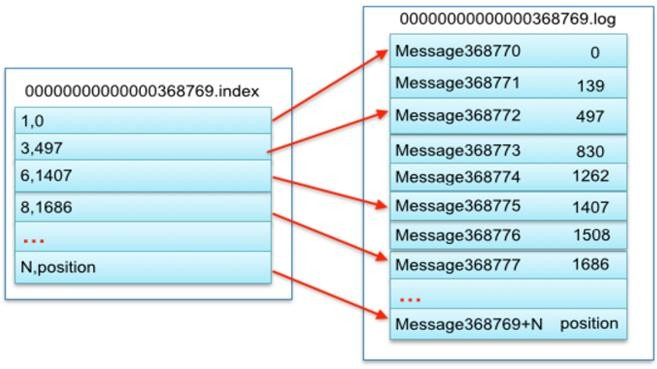 00000000000000368769.index
1,0
3,497
6,1407
8,1686
...
N,position
00000000000000368769.log
Message368770 0
Message368771 139
Message368772 497
Message368773 830
Message368774 1262
Message368775 1407
Message368776 1508
Message368777 1686
...
Message368769+N position